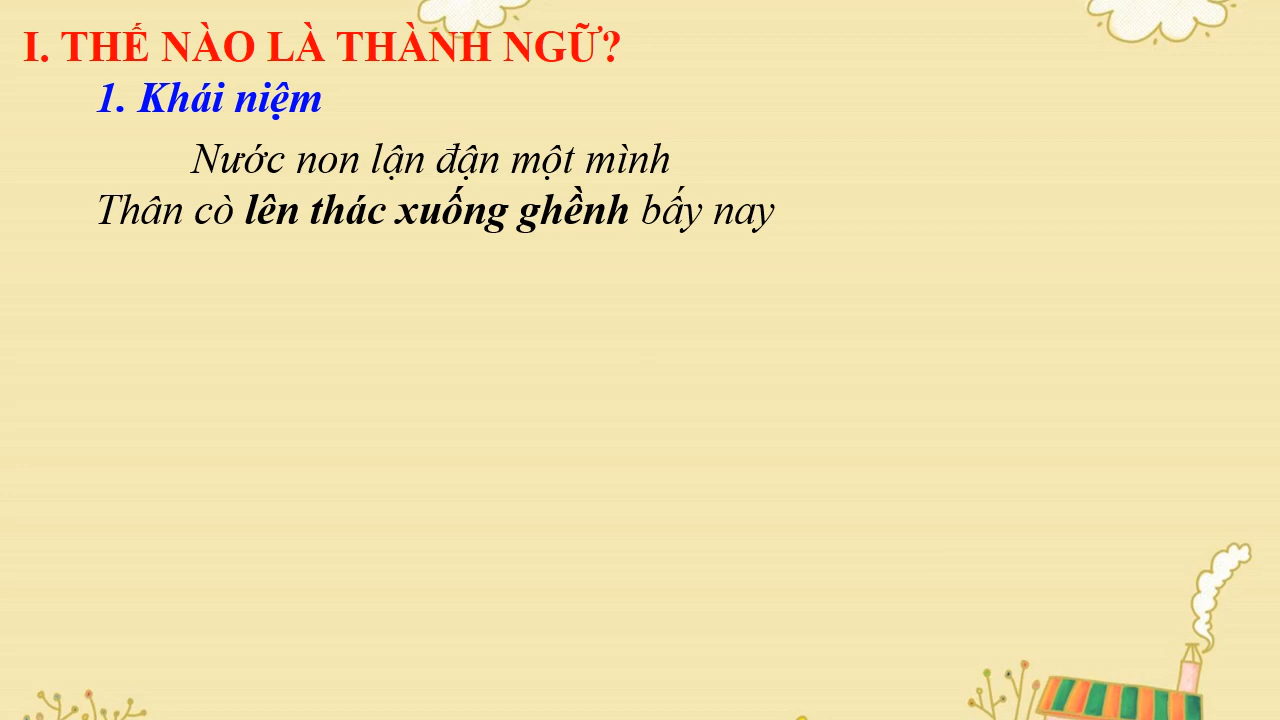 I. THẾ NÀO LÀ THÀNH NGỮ?
1. Khái niệm
Nước non lận đận một mình
Thân cò lên thác xuống ghềnh bấy nay